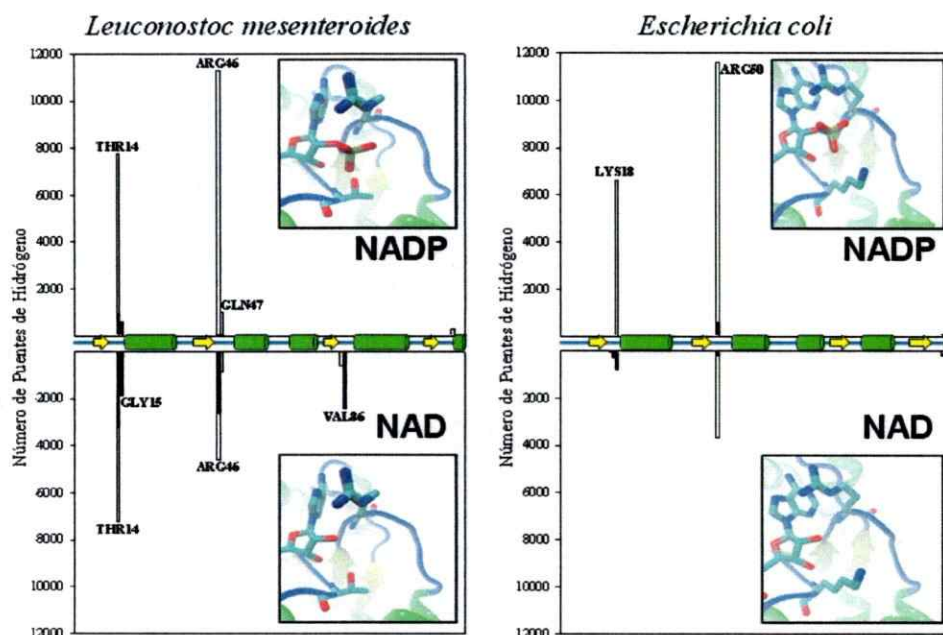 Leuconostoc mesenteroides
Número de Puentes de Hidrógeno
12000
10000
8000
6000
4000
2000
2000
4000
6000
8000
10000
12000
ARG46
THR14
GLN47
NADP
GLY15
VAL86
NAD
ARG46
THR14
Escherichia coli
Número de Puentes de Hidrógeno
12000
10000
8000
6000
4000
2000
2000
4000
6000
8000
10000
12000
ARG50
LYS18
NADP
NAD